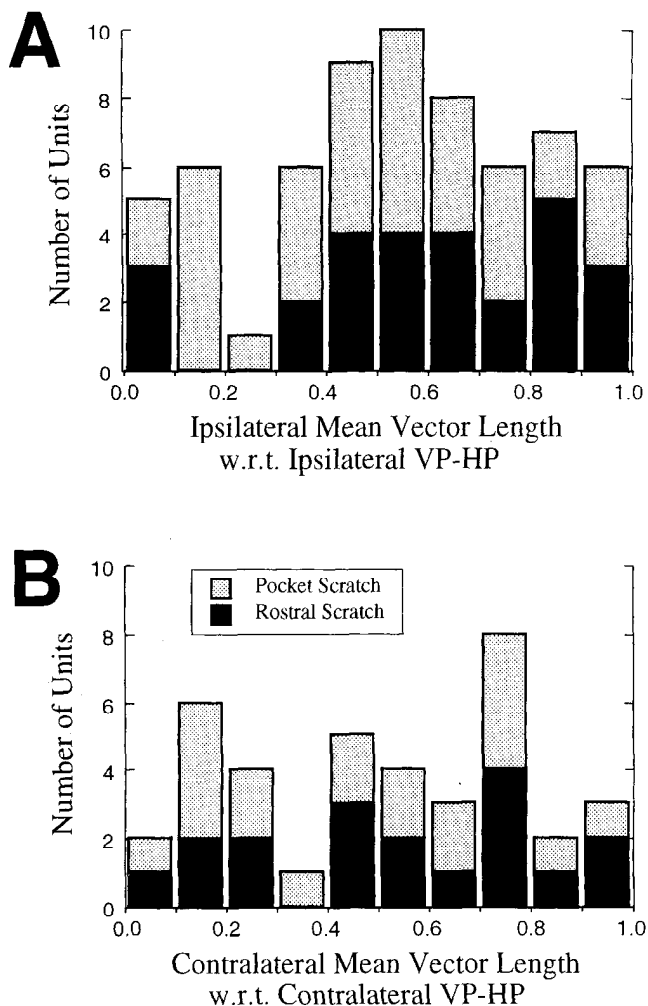 A
Number of Units
10
8
6
4
2
0
0.0 0.2 0.4 0.6 0.8 1.0
Ipsilateral Mean Vector Length
w.r.t. Ipsilateral VP-HP
B
Number of Units
10
8
6
4
2
0
Pocket Scratch
Rostral Scratch
0.0 0.2 0.4 0.6 0.8 1.0
Contralateral Mean Vector Length
w.r.t. Contralateral VP-HP